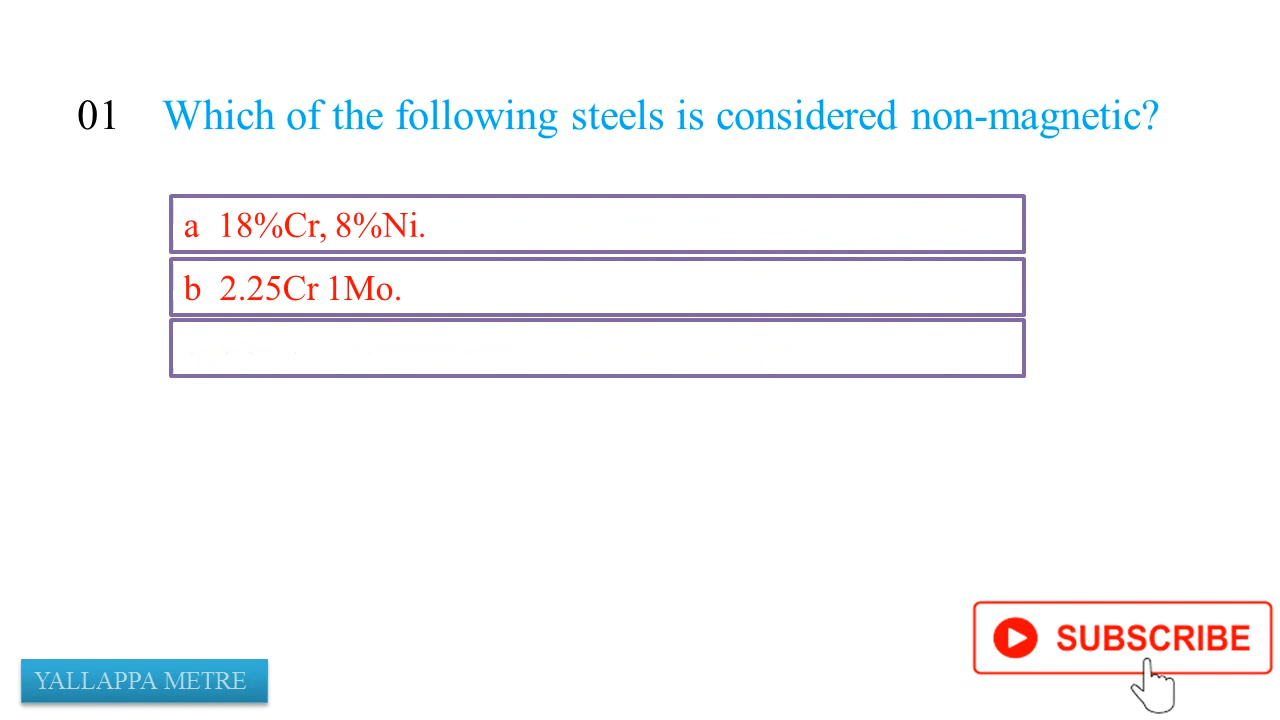 01 Which of the following steels is considered non-magnetic?
a 18%Cr, 8%Ni.
b 2.25Cr 1Mo.
SUBSCRIBE
YALLAPPA METRE